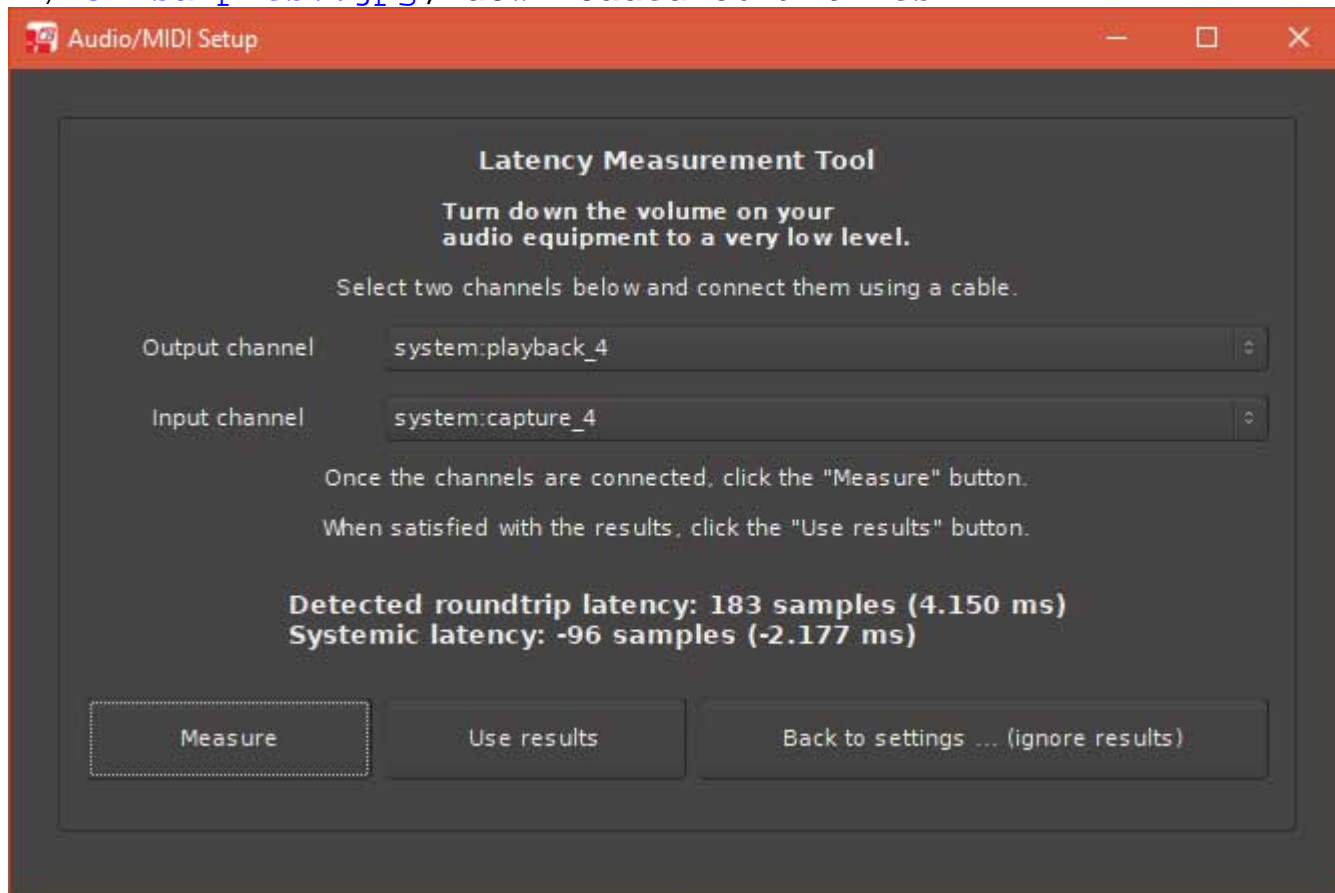 Audio/MIDI Setup
Latency Measurement Tool
Turn down the volume on your
audio equipment to a very low level.
Select two channels below and connect them using a cable.
Output channel
system:playback_4
Input channel
system:capture_4
Once the channels are connected, click the "Measure" button.
When satisfied with the results, click the "Use results" button.
Detected roundtrip latency: 183 samples (4.150 ms)
Systemic latency: -96 samples (-2.177 ms)
Measure
Use results
Back to settings ... (ignore results)